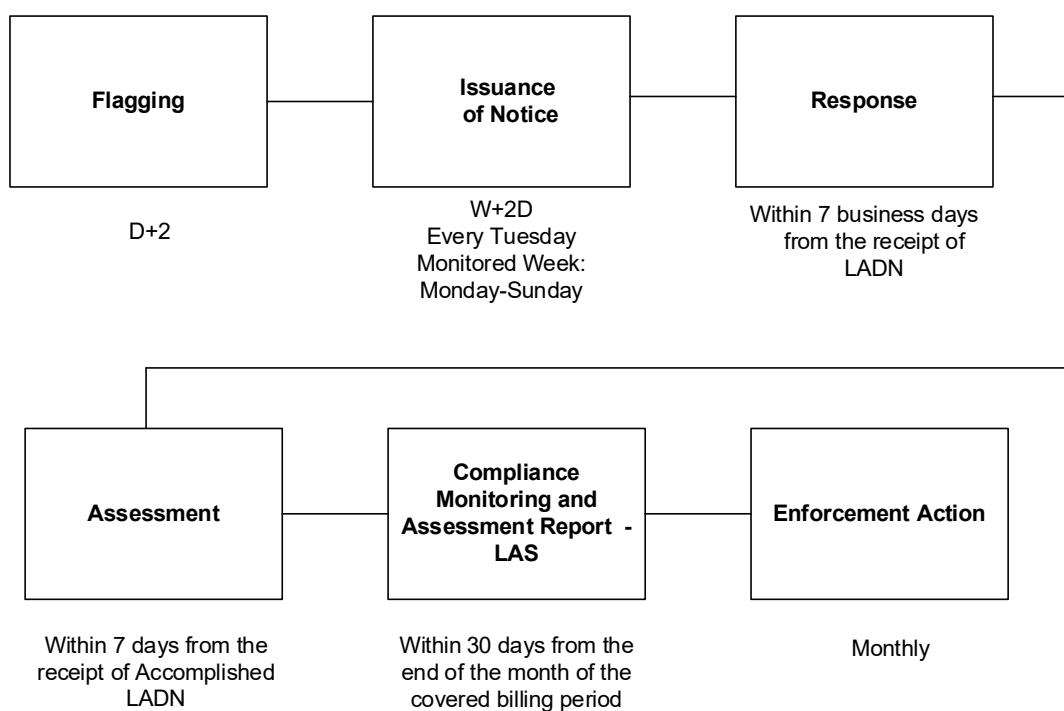 Flagging
D+2
Issuance
of Notice
W+2D
Every Tuesday
Monitored Week:
Monday-Sunday
Response
Within 7 business days
from the receipt of
LADN
Assessment
Within 7 days from the
receipt of Accomplished
LADN
Compliance
Monitoring and
Assessment Report -
LAS
Within 30 days from the
end of the month of the
covered billing period
Enforcement Action
Monthly